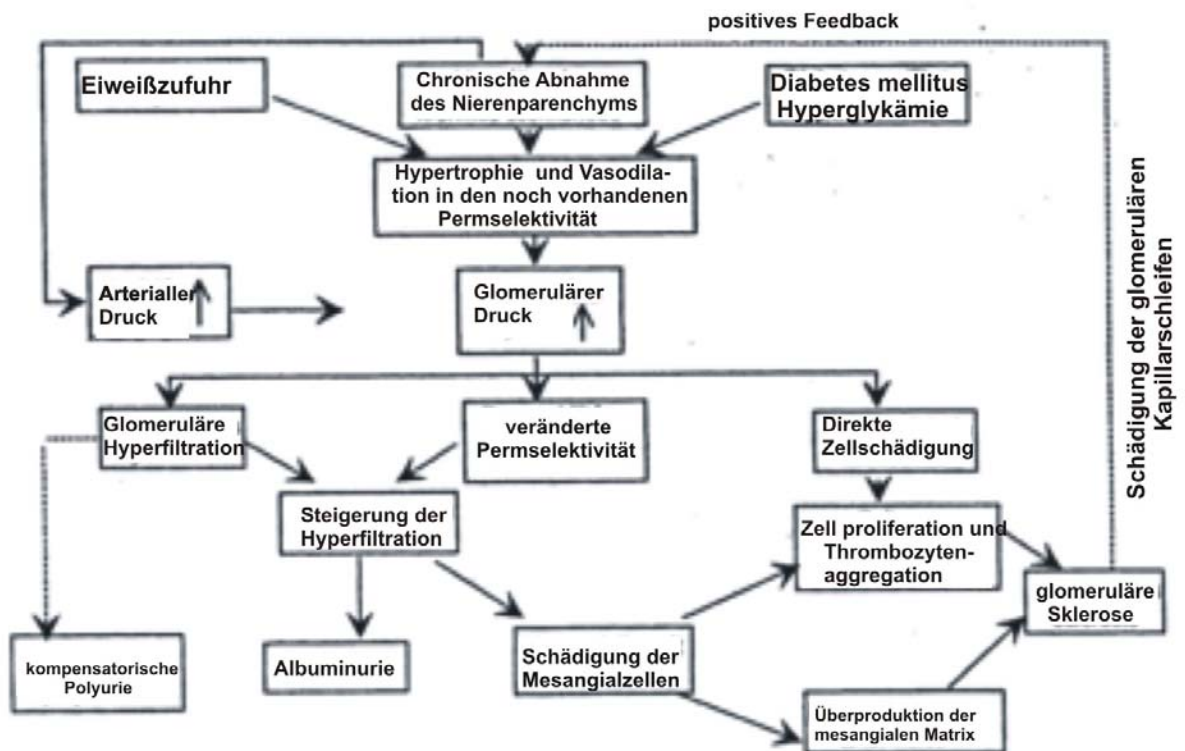 positives Feedback
Eiweißzufuhr
Chronische Abnahme
des Nierenparenchyms
Diabetes mellitus
Hyperglykämie
Hypertrophie und Vasodila-
tion in den noch vorhandenen
Permselektivität
Arterialler
Druck
Glomerulärer
Druck
Schädigung der glomerulären
Kapillarschleifen
Glomeruläre
Hyperfiltration
veränderte
Permselektivität
Direkte
Zellschädigung
Steigerung der
Hyperfiltration
Zell proliferation und
Thrombozyten-
aggregation
glomeruläre
Sklerose
kompensatorische
Polyurie
Albuminurie
Schädigung der
Mesangialzellen
Überproduktion der
mesangialen Matrix